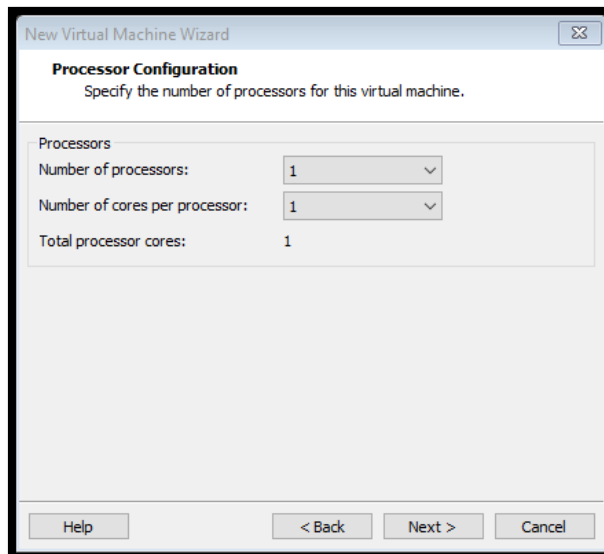 New Virtual Machine Wizard
Processor Configuration
Specify the number of processors for this virtual machine.
Processors
Number of processors: 1
Number of cores per processor: 1
Total processor cores: 1
Help < Back Next > Cancel